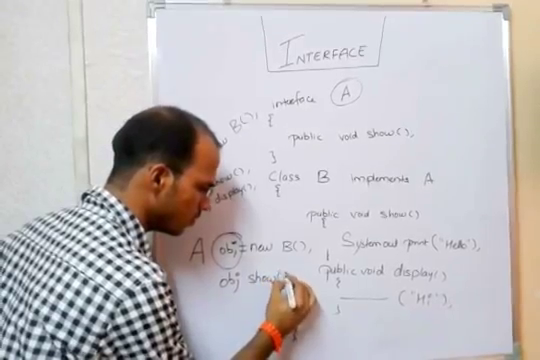 INTERFACE
interface A
B();
{
public void show();
}
show();
display();
Class B implements A
{
public void show()
{
A obj = new B();
System out print ("Hello");
}
obj show()
public void display()
{
("Hi");
}